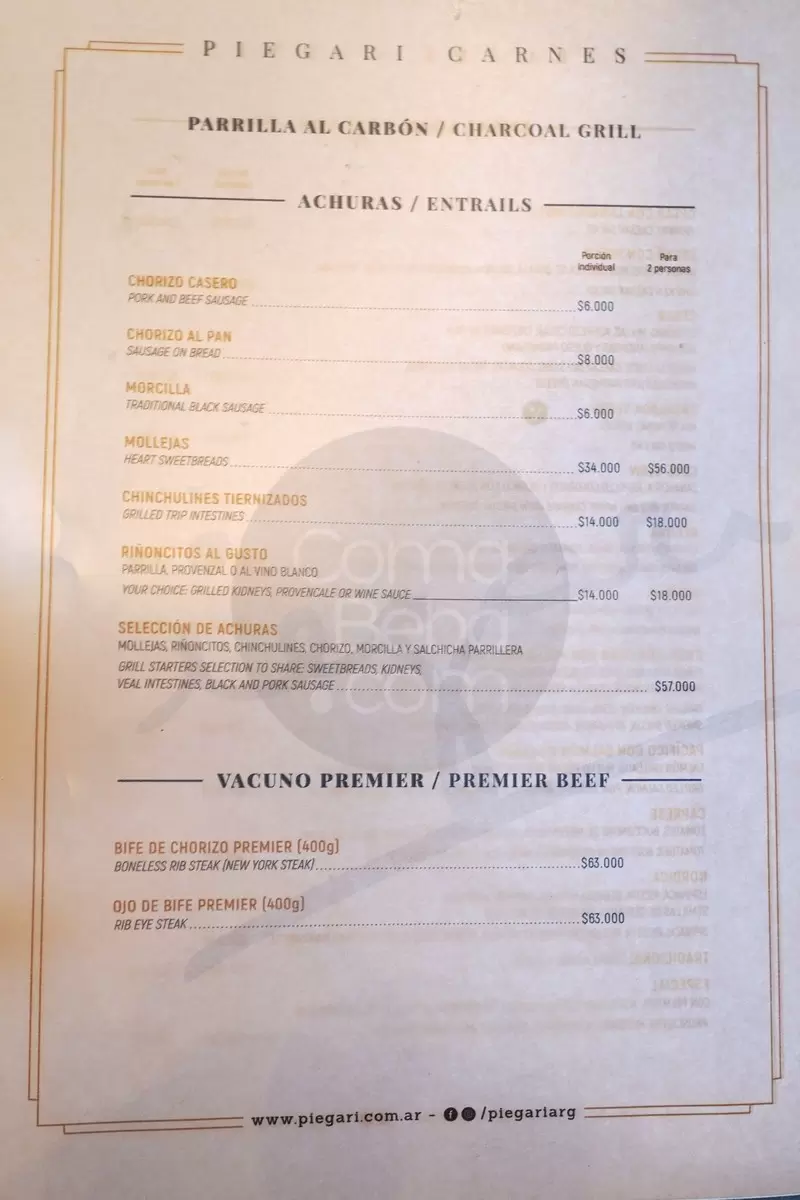 PIEGARI CARNES
PARRILLA AL CARBÓN / CHARCOAL GRILL
ACHURAS / ENTRAILS
Porción individual
Para 2 personas
CHORIZO CASERO
PORK AND BEEF SAUSAGE $6.000
CHORIZO AL PAN
SAUSAGE ON BREAD $8.000
MORCILLA
TRADITIONAL BLACK SAUSAGE $6.000
MOLLEJAS
HEART SWEETBREADS $34.000 $56.000
CHINCHULINES TIERNIZADOS
GRILLED TRIP INTESTINES $14.000 $18.000
RIÑONCITOS AL GUSTO
PARRILLA, PROVENZAL O AL VINO BLANCO
YOUR CHOICE: GRILLED KIDNEYS, PROVENCALE OR WINE SAUCE $14.000 $18.000
SELECCIÓN DE ACHURAS
MOLLEJAS, RIÑONCITOS, CHINCHULINES, CHORIZO, MORCILLA Y SALCHICHA PARRILLERA
GRILL STARTERS SELECTION TO SHARE: SWEETBREADS, KIDNEYS,
VEAL INTESTINES, BLACK AND PORK SAUSAGE $57.000
Coma
Beba
.com
VACUNO PREMIER / PREMIER BEEF
BIFE DE CHORIZO PREMIER (400g)
BONELESS RIB STEAK (NEW YORK STEAK) $63.000
OJO DE BIFE PREMIER (400g)
RIB EYE STEAK $63.000
www.piegari.com.ar - /piegariarg